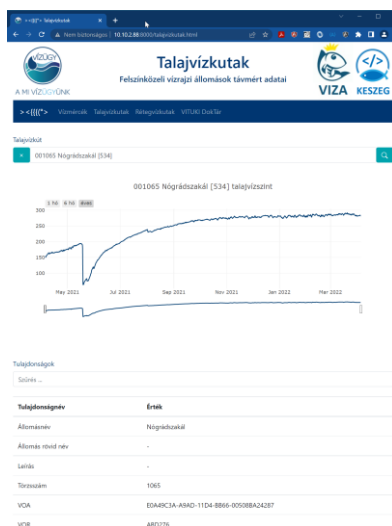 ><(((("> Talajvízkutak
Nem biztonságos | 10.10.2.88:8000/talajvizkutak.html
VÍZÜGY
A MI VÍZÜGYÜNK
Talajvízkutak
Felszínközeli vízrajzi állomások távmért adatai
VIZA KESZEG
><(((("> Vízmércék Talajvízkutak Rétegvízkutak VITUKI DokTár
Talajvízkút
× 001065 Nógrádszakál [534]
001065 Nógrádszakál [534] talajvízszint
1 hó 6 hó éves
300
250
200
150
100
May 2021 Jul 2021 Sep 2021 Nov 2021 Jan 2022 Mar 2022
Tulajdonságok
Szűrés ...
Tulajdonságnév Érték
Állomásnév Nógrádszakál
Állomás rövid név -
Leírás -
Törzsszám 1065
VOA E0A49C3A-A9AD-11D4-BB66-00508BA24287
VOR ABD276